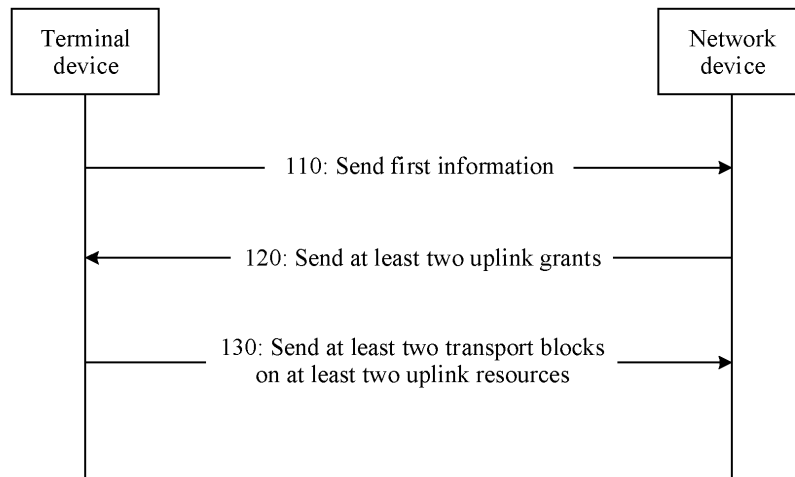 Terminal
device
Network
device
110: Send first information
120: Send at least two uplink grants
130: Send at least two transport blocks
on at least two uplink resources